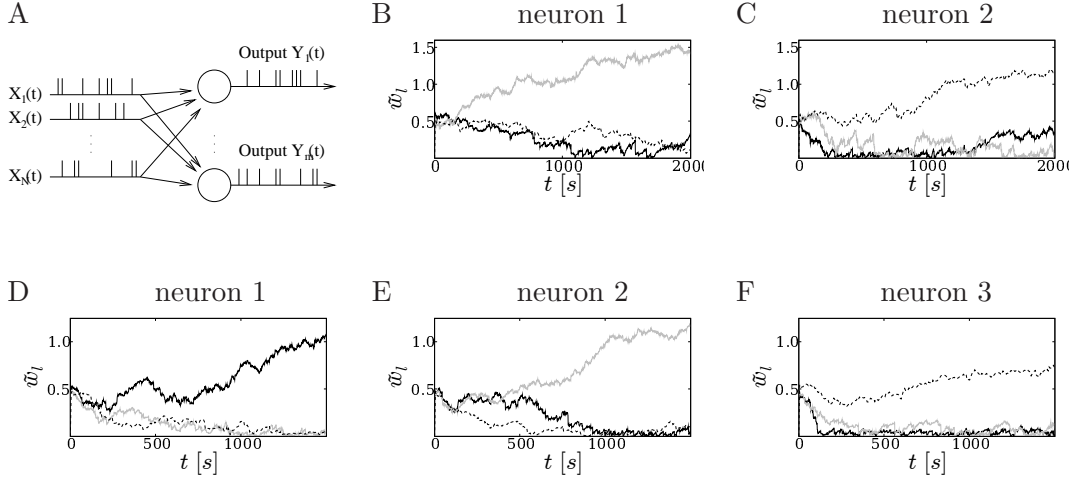 A
X1(t)
X2(t)
XN(t)
Output Y1(t)
Output Ym(t)
B neuron 1
w̃l
1.5
1.0
0.5
0 1000 2000
t [s]
C neuron 2
w̃l
1.5
1.0
0.5
0 1000 2000
t [s]
D neuron 1
w̃l
1.0
0.5
0 500 1000
t [s]
E neuron 2
w̃l
1.0
0.5
0 500 1000
t [s]
F neuron 3
w̃l
1.0
0.5
0 500 1000
t [s]